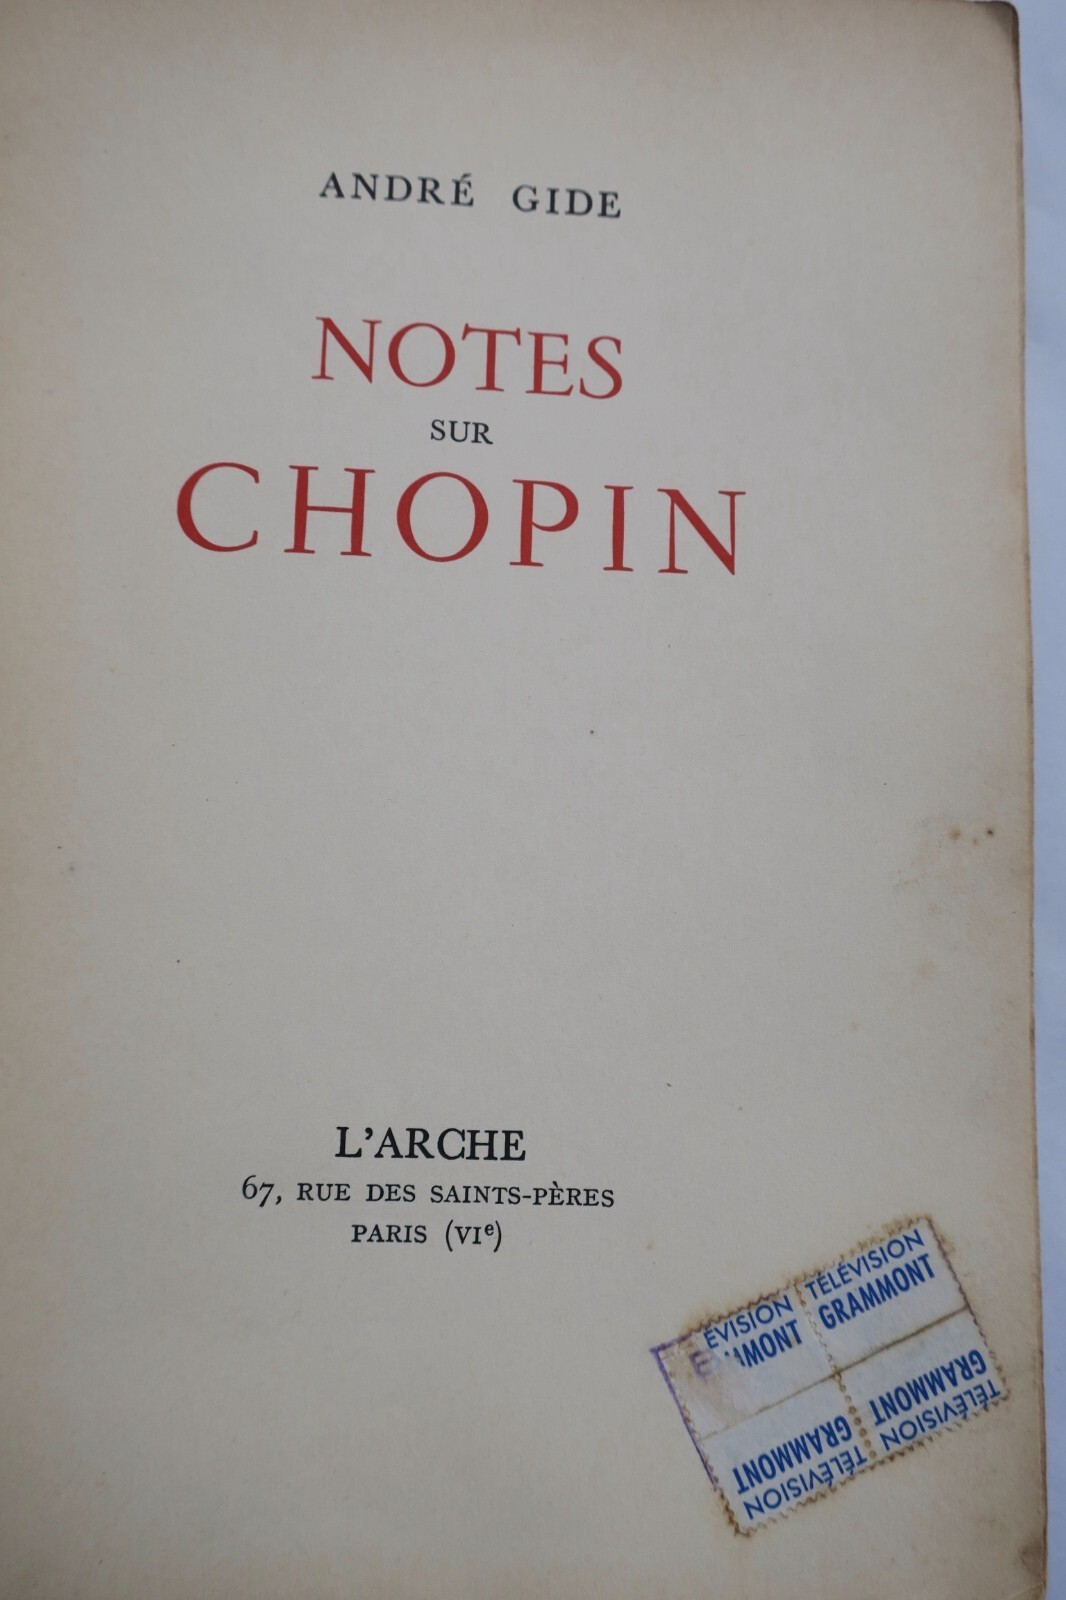 ANDRÉ GIDE
NOTES
SUR
CHOPIN
L'ARCHE
67, RUE DES SAINTS-PÈRES
PARIS (VIe)
ÉVISION
MMONT
TÉLÉVISION
GRAMMONT
GRAMMONT
TÉLÉVISION
GRAMMONT
TÉLÉVISION